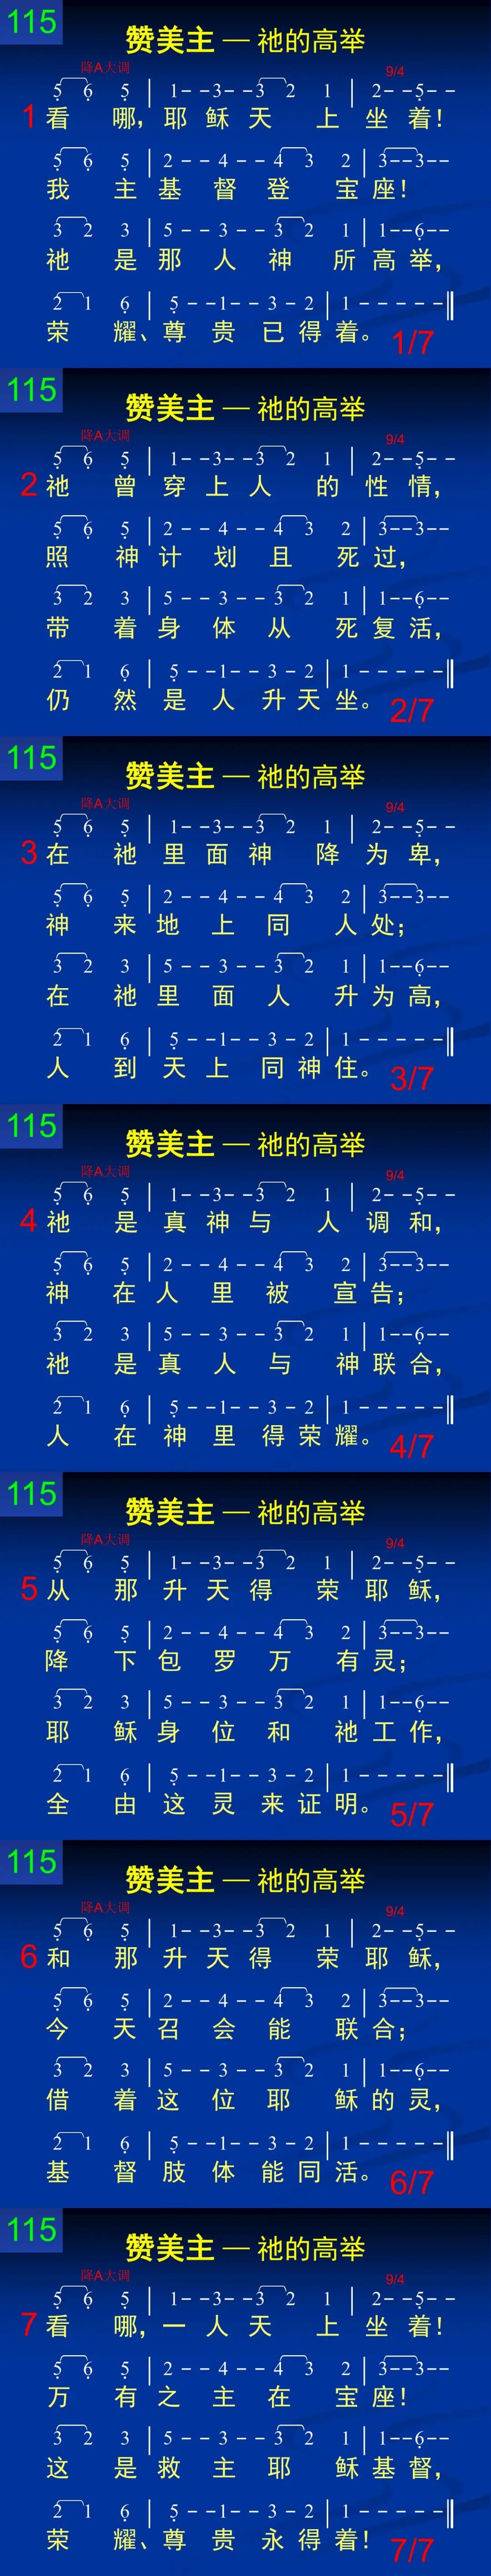 115
赞美主 — 祂的高举
降A大调
9/4
5 6 5 | 1--3--3 2 1 | 2--5--
1 看 哪，耶 稣 天 上 坐 着！
5 6 5 | 2--4--4 3 2 | 3--3--
我 主 基 督 登 宝 座！
3 2 3 | 5--3--3 2 1 | 1--6--
祂 是 那 人 神 所 高 举，
2 1 6 | 5--1--3-2 | 1-----‖
荣 耀、尊 贵 已 得 着。 1/7
115
赞美主 — 祂的高举
降A大调
9/4
5 6 5 | 1--3--3 2 1 | 2--5--
2 祂 曾 穿 上 人 的 性 情，
5 6 5 | 2--4--4 3 2 | 3--3--
照 神 计 划 且 死 过，
3 2 3 | 5--3--3 2 1 | 1--6--
带 着 身 体 从 死 复 活，
2 1 6 | 5--1--3-2 | 1-----‖
仍 然 是 人 升 天 坐。 2/7
115
赞美主 — 祂的高举
降A大调
9/4
5 6 5 | 1--3--3 2 1 | 2--5--
3 在 祂 里 面 神 降 为 卑，
5 6 5 | 2--4--4 3 2 | 3--3--
神 来 地 上 同 人 处；
3 2 3 | 5--3--3 2 1 | 1--6--
在 祂 里 面 人 升 为 高，
2 1 6 | 5--1--3-2 | 1-----‖
人 到 天 上 同 神 住。 3/7
115
赞美主 — 祂的高举
降A大调
9/4
5 6 5 | 1--3--3 2 1 | 2--5--
4 祂 是 真 神 与 人 调 和，
5 6 5 | 2--4--4 3 2 | 3--3--
神 在 人 里 被 宣 告；
3 2 3 | 5--3--3 2 1 | 1--6--
祂 是 真 人 与 神 联 合，
2 1 6 | 5--1--3-2 | 1-----‖
人 在 神 里 得 荣 耀。 4/7
115
赞美主 — 祂的高举
降A大调
9/4
5 6 5 | 1--3--3 2 1 | 2--5--
5 从 那 升 天 得 荣 耶 稣，
5 6 5 | 2--4--4 3 2 | 3--3--
降 下 包 罗 万 有 灵；
3 2 3 | 5--3--3 2 1 | 1--6--
耶 稣 身 位 和 祂 工 作，
2 1 6 | 5--1--3-2 | 1-----‖
全 由 这 灵 来 证 明。 5/7
115
赞美主 — 祂的高举
降A大调
9/4
5 6 5 | 1--3--3 2 1 | 2--5--
6 和 那 升 天 得 荣 耶 稣，
5 6 5 | 2--4--4 3 2 | 3--3--
今 天 召 会 能 联 合；
3 2 3 | 5--3--3 2 1 | 1--6--
借 着 这 位 耶 稣 的 灵，
2 1 6 | 5--1--3-2 | 1-----‖
基 督 肢 体 能 同 活。 6/7
115
赞美主 — 祂的高举
降A大调
9/4
5 6 5 | 1--3--3 2 1 | 2--5--
7 看 哪，一 人 天 上 坐 着！
5 6 5 | 2--4--4 3 2 | 3--3--
万 有 之 主 在 宝 座！
3 2 3 | 5--3--3 2 1 | 1--6--
这 是 救 主 耶 稣 基 督，
2 1 6 | 5--1--3-2 | 1-----‖
荣 耀、尊 贵 永 得 着！ 7/7